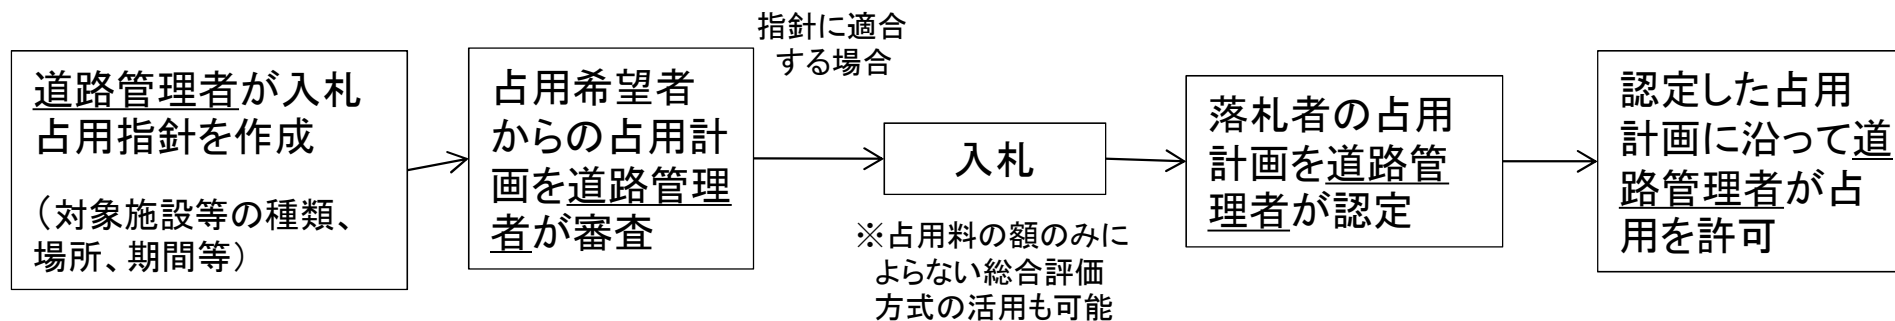 道路管理者が入札
占用指針を作成
（対象施設等の種類、
場所、期間等）
占用希望者
からの占用計
画を道路管理
者が審査
指針に適合
する場合
入札
※占用料の額のみに
よらない総合評価
方式の活用も可能
落札者の占用
計画を道路管
理者が認定
認定した占用
計画に沿って道
路管理者が占
用を許可